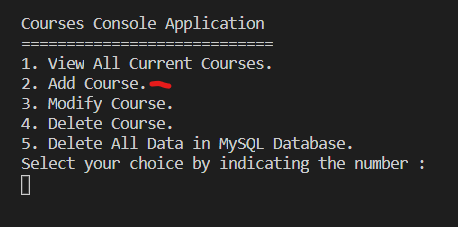 Courses Console Application
===========================
1. View All Current Courses.
2. Add Course.
3. Modify Course.
4. Delete Course.
5. Delete All Data in MySQL Database.
Select your choice by indicating the number :